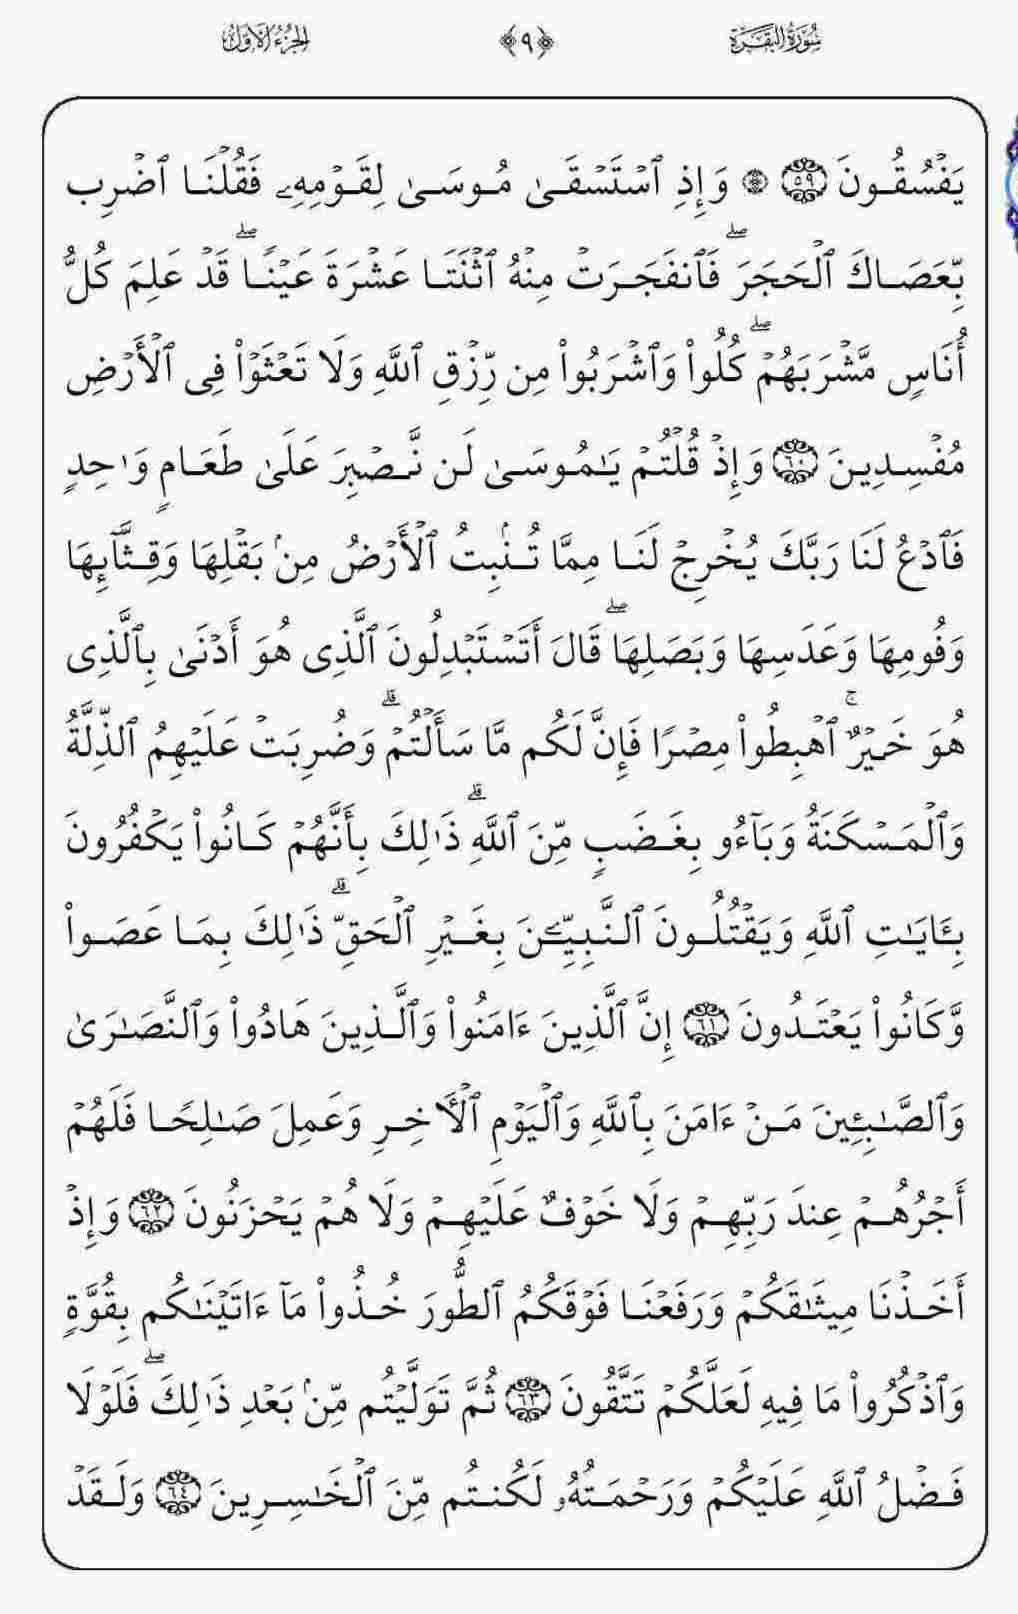 سُورَةُ البَقَرَةِ ٩ الجُزْءُ الأَوَّلُ
يَفْسُقُونَ ٥٩ ۞ وَإِذِ ٱسْتَسْقَىٰ مُوسَىٰ لِقَوْمِهِۦ فَقُلْنَا ٱضْرِب
بِّعَصَاكَ ٱلْحَجَرَۖ فَٱنفَجَرَتْ مِنْهُ ٱثْنَتَا عَشْرَةَ عَيْنًاۖ قَدْ عَلِمَ كُلُّ
أُنَاسٍ مَّشْرَبَهُمْۖ كُلُوا۟ وَٱشْرَبُوا۟ مِن رِّزْقِ ٱللَّهِ وَلَا تَعْثَوْا۟ فِى ٱلْأَرْضِ
مُفْسِدِينَ ٦٠ وَإِذْ قُلْتُمْ يَـٰمُوسَىٰ لَن نَّصْبِرَ عَلَىٰ طَعَامٍ وَٰحِدٍ
فَٱدْعُ لَنَا رَبَّكَ يُخْرِجْ لَنَا مِمَّا تُنۢبِتُ ٱلْأَرْضُ مِنۢ بَقْلِهَا وَقِثَّآئِهَا
وَفُومِهَا وَعَدَسِهَا وَبَصَلِهَاۖ قَالَ أَتَسْتَبْدِلُونَ ٱلَّذِى هُوَ أَدْنَىٰ بِٱلَّذِى
هُوَ خَيْرٌۚ ٱهْبِطُوا۟ مِصْرًا فَإِنَّ لَكُم مَّا سَأَلْتُمْۗ وَضُرِبَتْ عَلَيْهِمُ ٱلذِّلَّةُ
وَٱلْمَسْكَنَةُ وَبَآءُو بِغَضَبٍ مِّنَ ٱللَّهِۗ ذَٰلِكَ بِأَنَّهُمْ كَانُوا۟ يَكْفُرُونَ
بِـَٔايَـٰتِ ٱللَّهِ وَيَقْتُلُونَ ٱلنَّبِيِّـۧنَ بِغَيْرِ ٱلْحَقِّۗ ذَٰلِكَ بِمَا عَصَوا۟
وَّكَانُوا۟ يَعْتَدُونَ ٦١ إِنَّ ٱلَّذِينَ ءَامَنُوا۟ وَٱلَّذِينَ هَادُوا۟ وَٱلنَّصَـٰرَىٰ
وَٱلصَّـٰبِـِٔينَ مَنْ ءَامَنَ بِٱللَّهِ وَٱلْيَوْمِ ٱلْـَٔاخِرِ وَعَمِلَ صَـٰلِحًا فَلَهُمْ
أَجْرُهُمْ عِندَ رَبِّهِمْ وَلَا خَوْفٌ عَلَيْهِمْ وَلَا هُمْ يَحْزَنُونَ ٦٢ وَإِذْ
أَخَذْنَا مِيثَـٰقَكُمْ وَرَفَعْنَا فَوْقَكُمُ ٱلطُّورَ خُذُوا۟ مَآ ءَاتَيْنَـٰكُم بِقُوَّةٍ
وَٱذْكُرُوا۟ مَا فِيهِ لَعَلَّكُمْ تَتَّقُونَ ٦٣ ثُمَّ تَوَلَّيْتُم مِّنۢ بَعْدِ ذَٰلِكَۖ فَلَوْلَا
فَضْلُ ٱللَّهِ عَلَيْكُمْ وَرَحْمَتُهُۥ لَكُنتُم مِّنَ ٱلْخَـٰسِرِينَ ٦٤ وَلَقَدْ